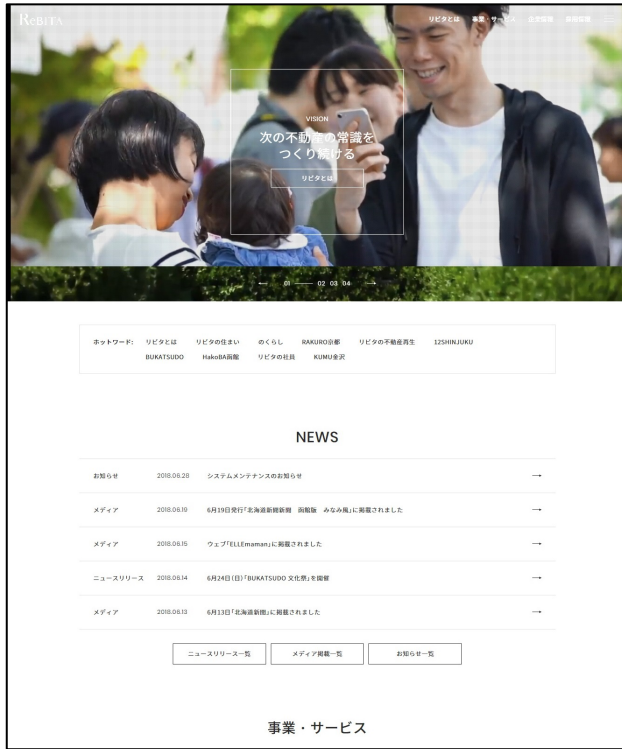 ReBITA
リビタとは 事業・サービス 企業情報 採用情報
VISION
次の不動産の常識を
つくり続ける
リビタとは
← 01 02 03 04 →
ホットワード: リビタとは リビタの住まい のくらし RAKURO京都 リビタの不動産再生 12SHINJUKU
BUKATSUDO HakoBA函館 リビタの社員 KUMU金沢
NEWS
お知らせ 2018.06.28 システムメンテナンスのお知らせ →
メディア 2018.06.19 6月19日発行「北海道新聞新聞 函館版 みなみ風」に掲載されました →
メディア 2018.06.15 ウェブ「ELLEmaman」に掲載されました →
ニュースリリース 2018.06.14 6月24日(日)「BUKATSUDO 文化祭」を開催 →
メディア 2018.06.13 6月13日「北海道新聞」に掲載されました →
ニュースリリース一覧 メディア掲載一覧 お知らせ一覧
事業・サービス